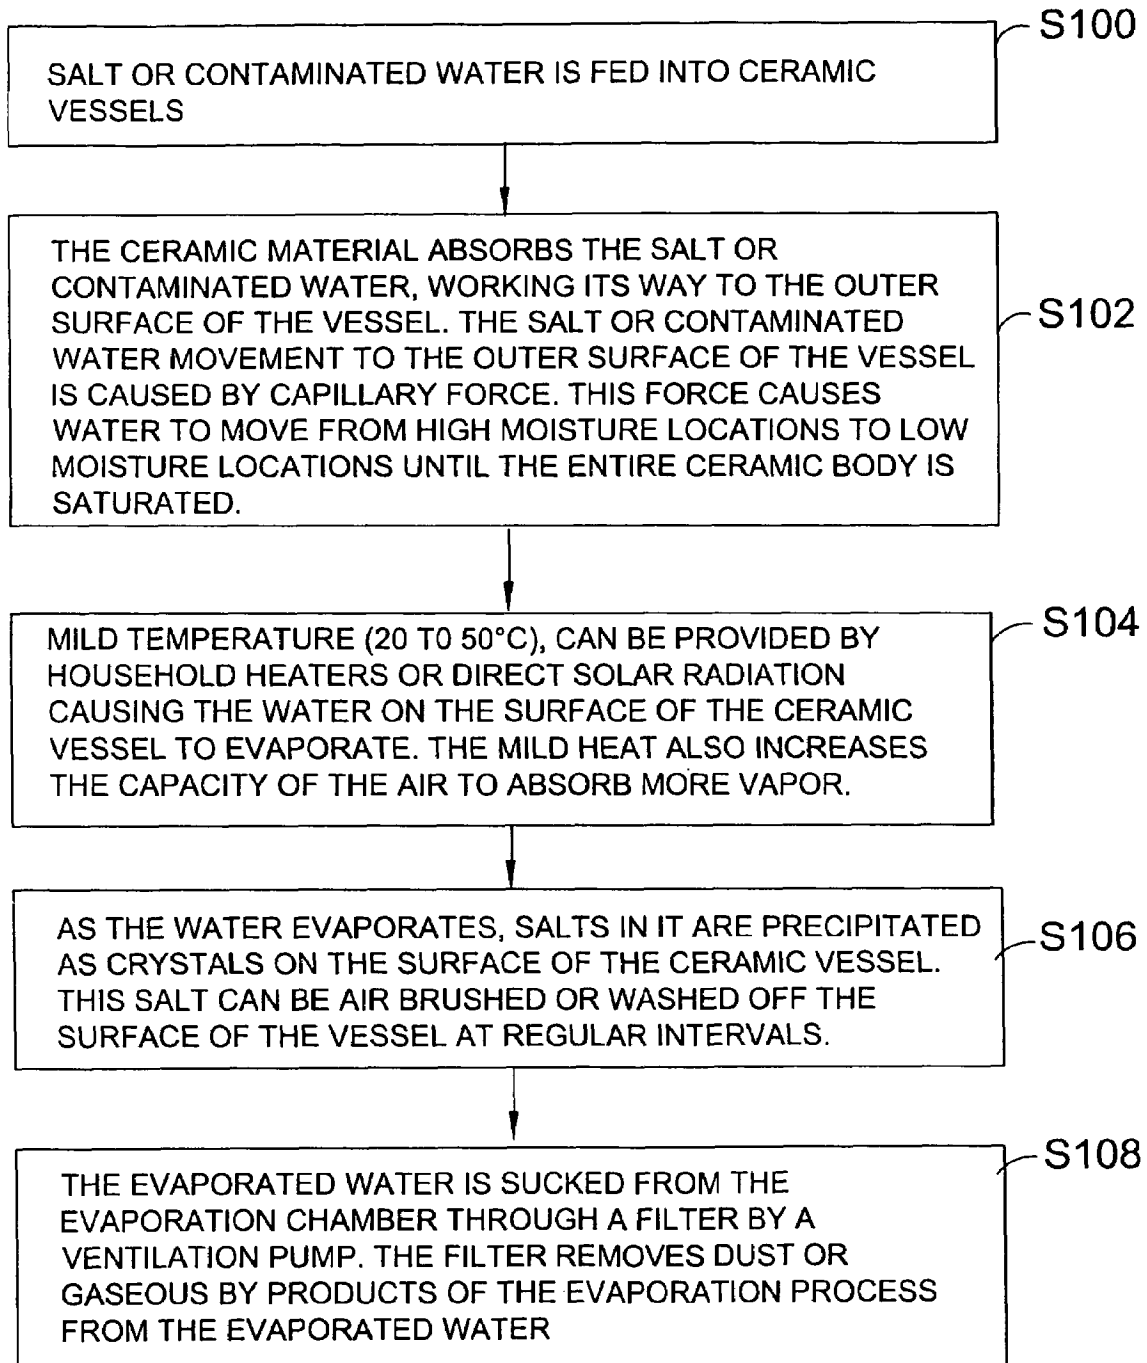 S100
SALT OR CONTAMINATED WATER IS FED INTO CERAMIC
VESSELS
THE CERAMIC MATERIAL ABSORBS THE SALT OR
CONTAMINATED WATER, WORKING ITS WAY TO THE OUTER
SURFACE OF THE VESSEL. THE SALT OR CONTAMINATED
WATER MOVEMENT TO THE OUTER SURFACE OF THE VESSEL
IS CAUSED BY CAPILLARY FORCE. THIS FORCE CAUSES
WATER TO MOVE FROM HIGH MOISTURE LOCATIONS TO LOW
MOISTURE LOCATIONS UNTIL THE ENTIRE CERAMIC BODY IS
SATURATED.
S102
MILD TEMPERATURE (20 TO 50°C), CAN BE PROVIDED BY
HOUSEHOLD HEATERS OR DIRECT SOLAR RADIATION
CAUSING THE WATER ON THE SURFACE OF THE CERAMIC
VESSEL TO EVAPORATE. THE MILD HEAT ALSO INCREASES
THE CAPACITY OF THE AIR TO ABSORB MORE VAPOR.
S104
AS THE WATER EVAPORATES, SALTS IN IT ARE PRECIPITATED
AS CRYSTALS ON THE SURFACE OF THE CERAMIC VESSEL.
THIS SALT CAN BE AIR BRUSHED OR WASHED OFF THE
SURFACE OF THE VESSEL AT REGULAR INTERVALS.
S106
THE EVAPORATED WATER IS SUCKED FROM THE
EVAPORATION CHAMBER THROUGH A FILTER BY A
VENTILATION PUMP. THE FILTER REMOVES DUST OR
GASEOUS BY PRODUCTS OF THE EVAPORATION PROCESS
FROM THE EVAPORATED WATER
S108